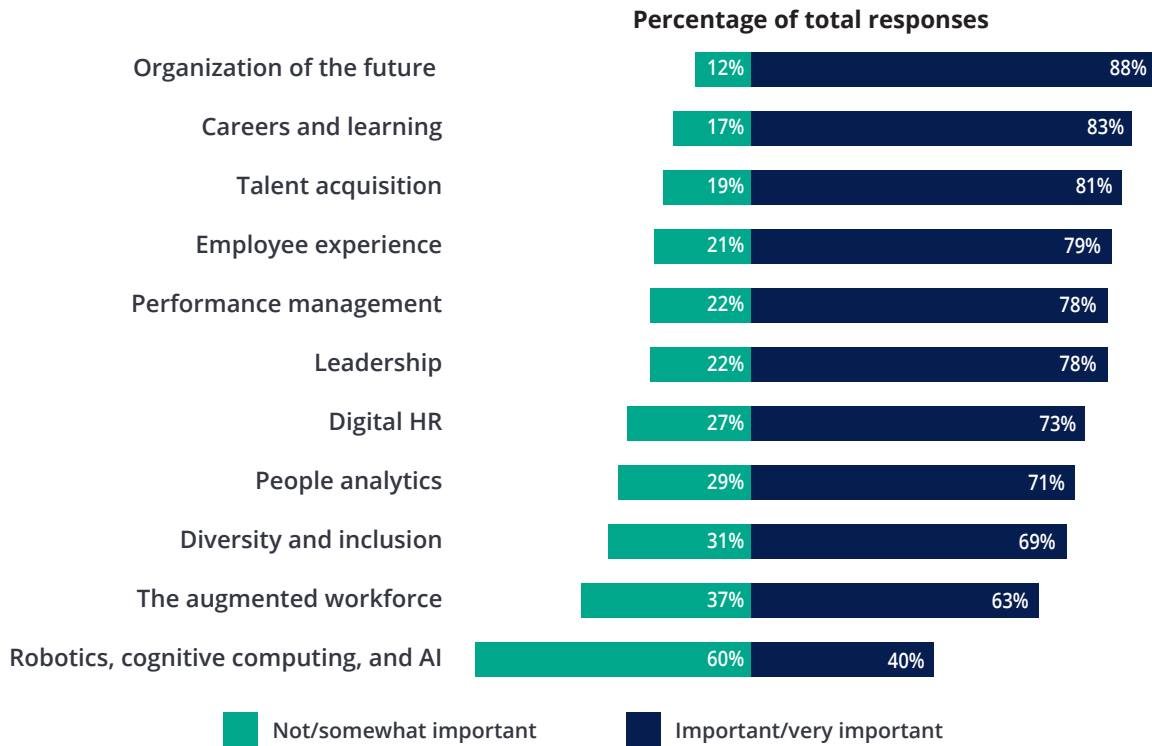 Percentage of total responses
Organization of the future 12% 88%
Careers and learning 17% 83%
Talent acquisition 19% 81%
Employee experience 21% 79%
Performance management 22% 78%
Leadership 22% 78%
Digital HR 27% 73%
People analytics 29% 71%
Diversity and inclusion 31% 69%
The augmented workforce 37% 63%
Robotics, cognitive computing, and AI 60% 40%
Not/somewhat important Important/very important